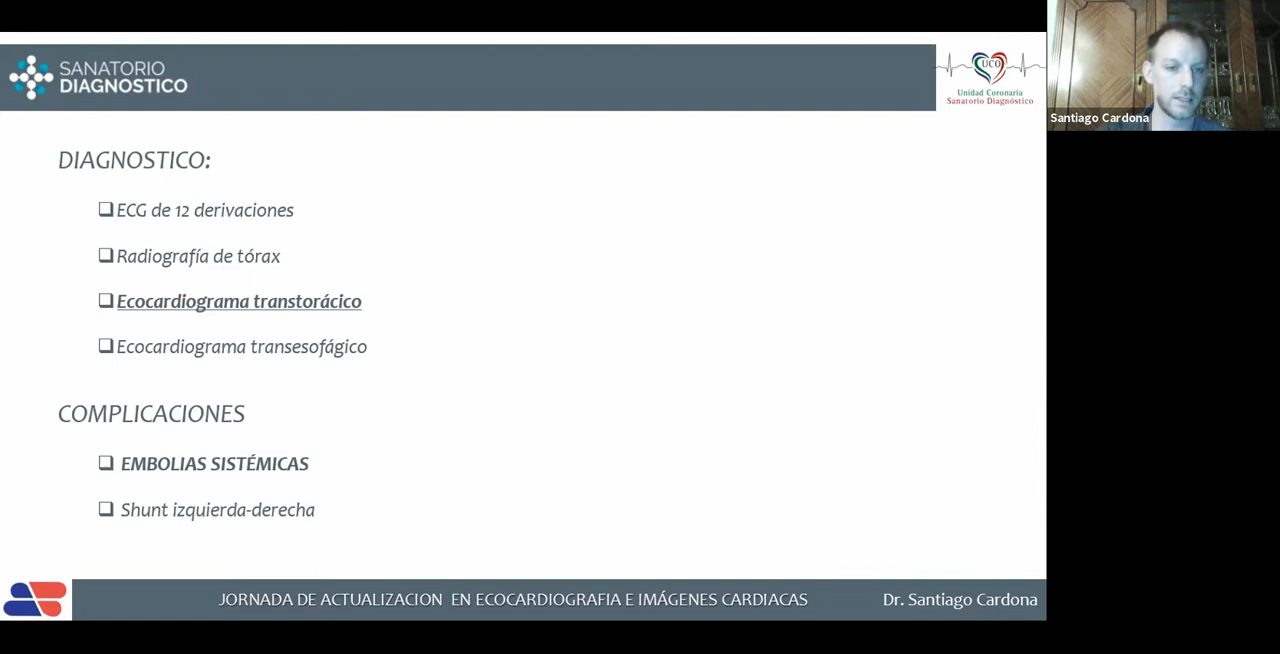 SANATORIO
DIAGNOSTICO
UCO
Unidad Coronaria
Sanatorio Diagnóstico
Santiago Cardona
DIAGNOSTICO:
ECG de 12 derivaciones
Radiografía de tórax
Ecocardiograma transtorácico
Ecocardiograma transesofágico
COMPLICACIONES
EMBOLIAS SISTÉMICAS
Shunt izquierda-derecha
JORNADA DE ACTUALIZACION EN ECOCARDIOGRAFIA E IMÁGENES CARDIACAS
Dr. Santiago Cardona